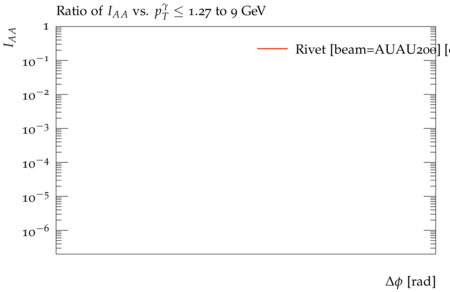 Ratio of I_AA vs. p_T^γ ≤ 1.27 to 9 GeV
I_AA
1
10^−1
10^−2
10^−3
10^−4
10^−5
10^−6
Rivet [beam=AUAU200] [
Δϕ [rad]